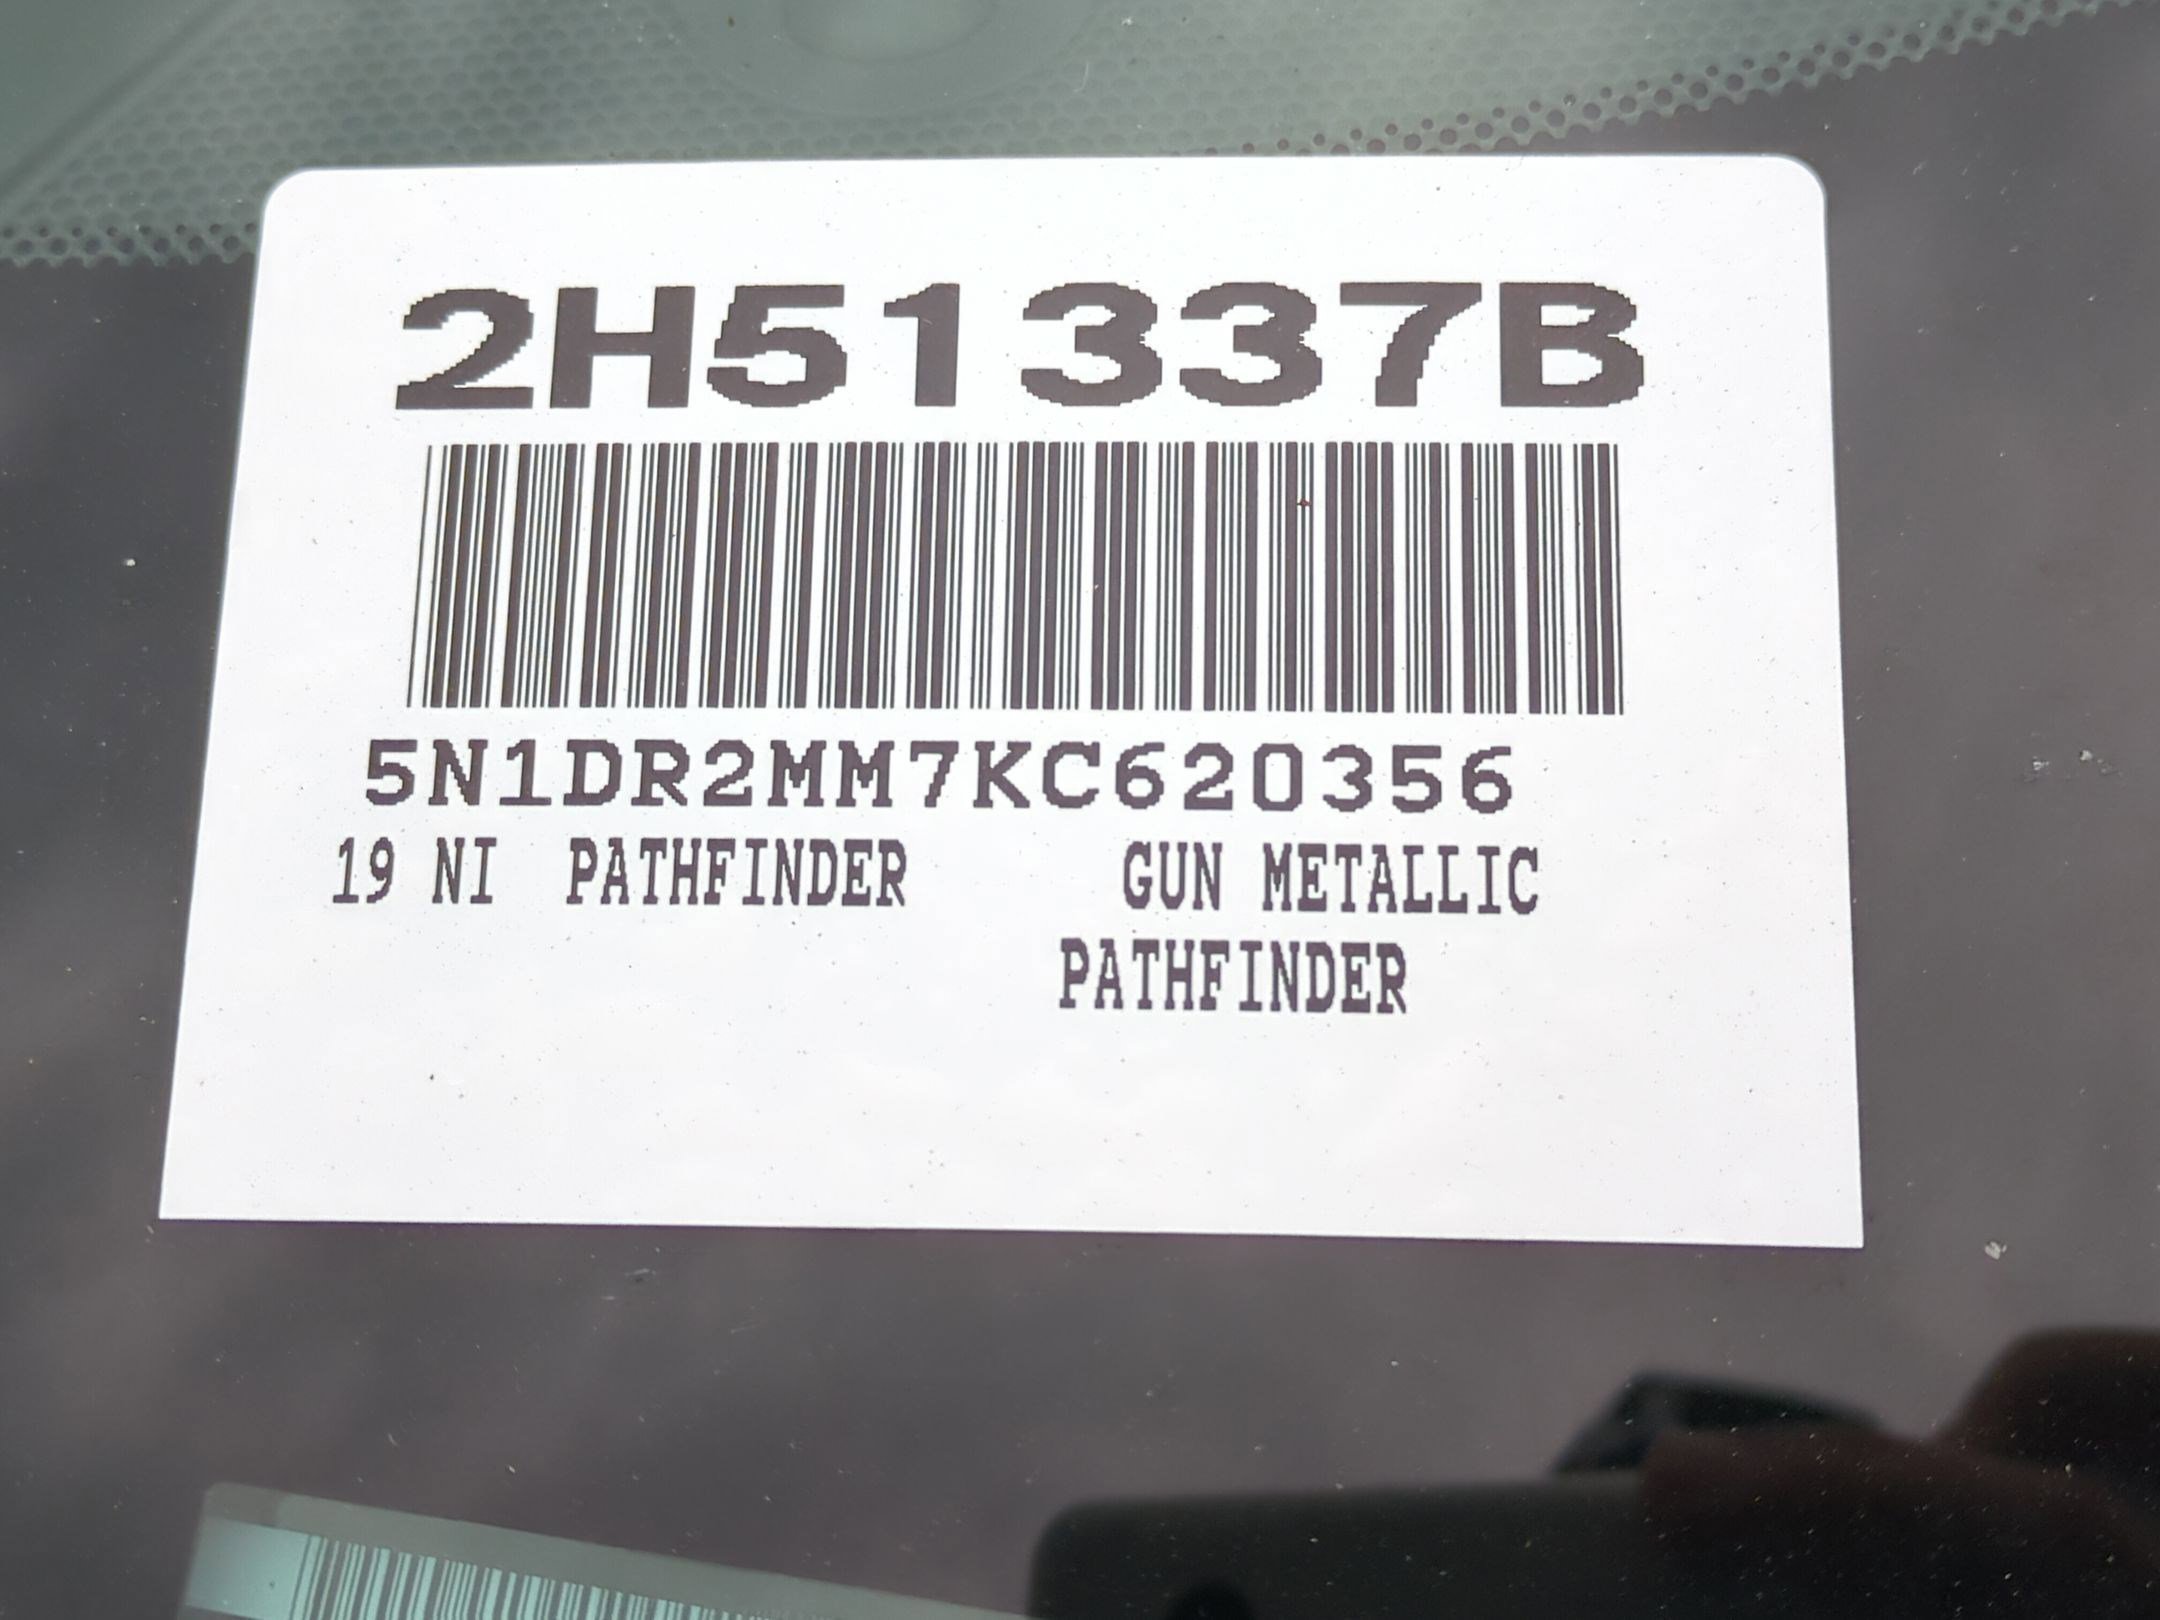 2H51337B
5N1DR2MM7KC620356
19 NI PATHFINDER GUN METALLIC
PATHFINDER